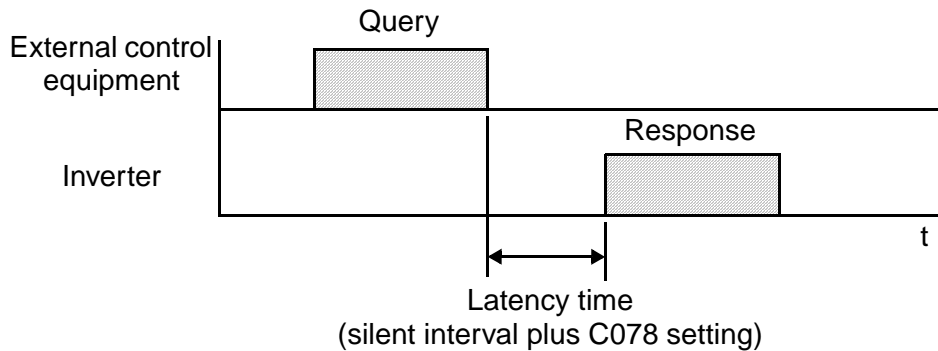 Query
External control
equipment
Response
Inverter
t
Latency time
(silent interval plus C078 setting)